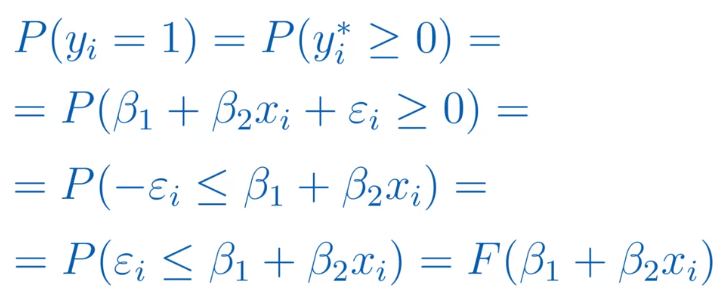 P(y_i = 1) = P(y_i^* ≥ 0) =
= P(β_1 + β_2x_i + ε_i ≥ 0) =
= P(−ε_i ≤ β_1 + β_2x_i) =
= P(ε_i ≤ β_1 + β_2x_i) = F(β_1 + β_2x_i)